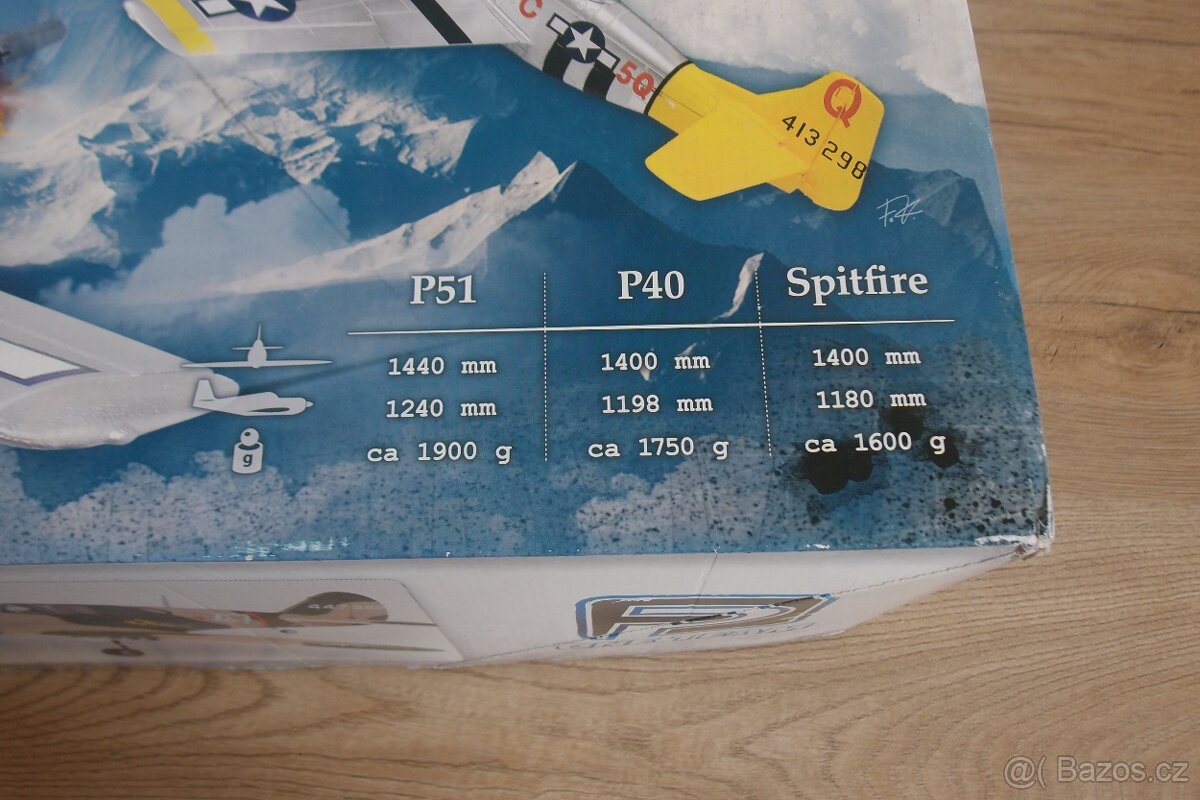 C
5Q
Q
413298
P51 P40 Spitfire
1440 mm 1400 mm 1400 mm
1240 mm 1198 mm 1180 mm
ca 1900 g ca 1750 g ca 1600 g
g
@( Bazos.cz